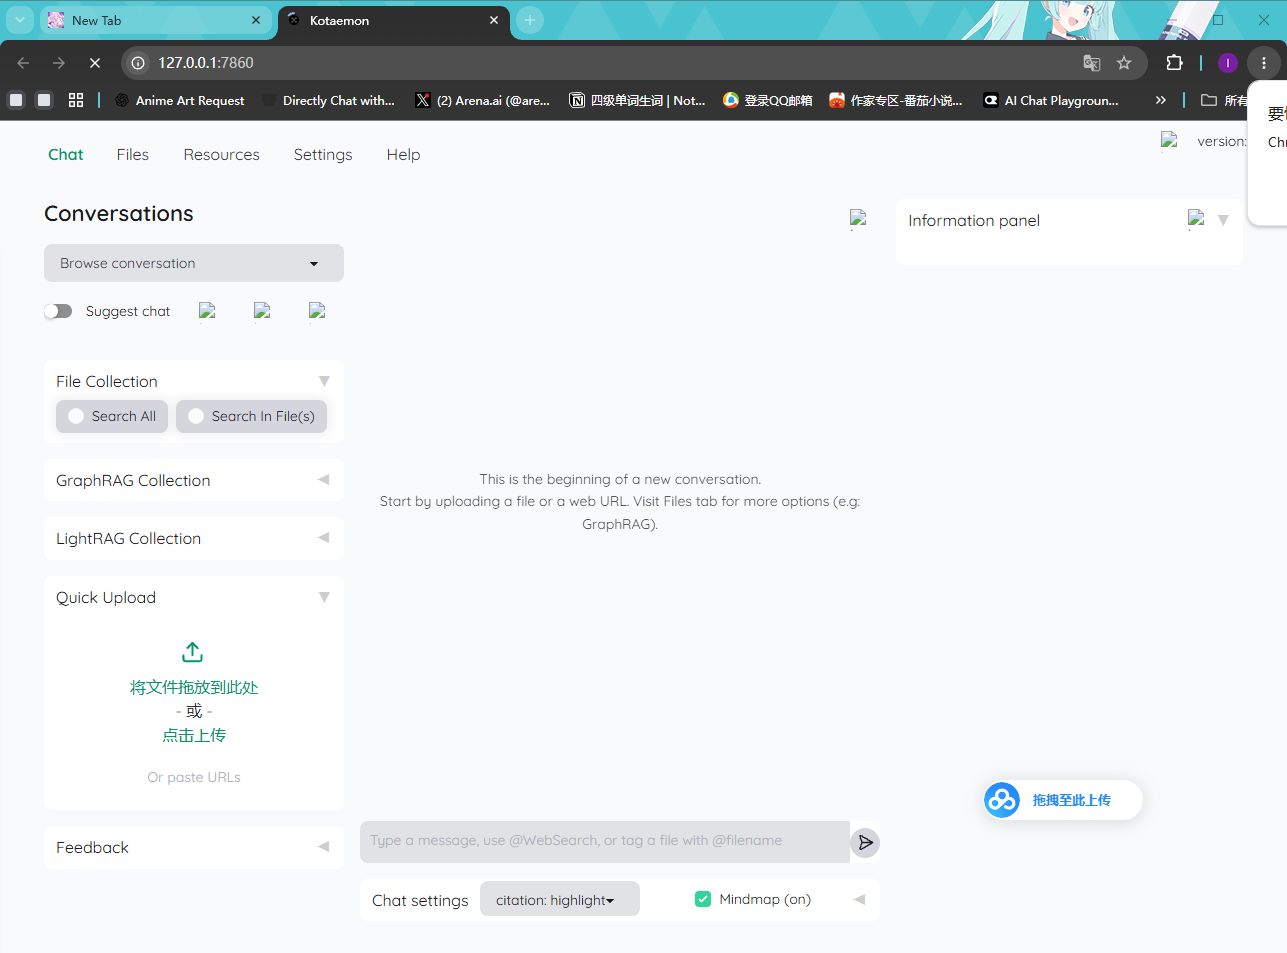 New Tab
Kotaemon
127.0.0.1:7860
Anime Art Request
Directly Chat with...
(2) Arena.ai (@are...
四级单词生词 | Not...
登录QQ邮箱
作家专区-番茄小说...
AI Chat Playgroun...
所有
Chat
Files
Resources
Settings
Help
version:
Chr
Conversations
Information panel
Browse conversation
Suggest chat
File Collection
Search All
Search In File(s)
GraphRAG Collection
LightRAG Collection
This is the beginning of a new conversation.
Start by uploading a file or a web URL. Visit Files tab for more options (e.g:
GraphRAG).
Quick Upload
将文件拖放到此处
- 或 -
点击上传
Or paste URLs
拖拽至此上传
Type a message, use @WebSearch, or tag a file with @filename
Feedback
Chat settings
citation: highlight
Mindmap (on)